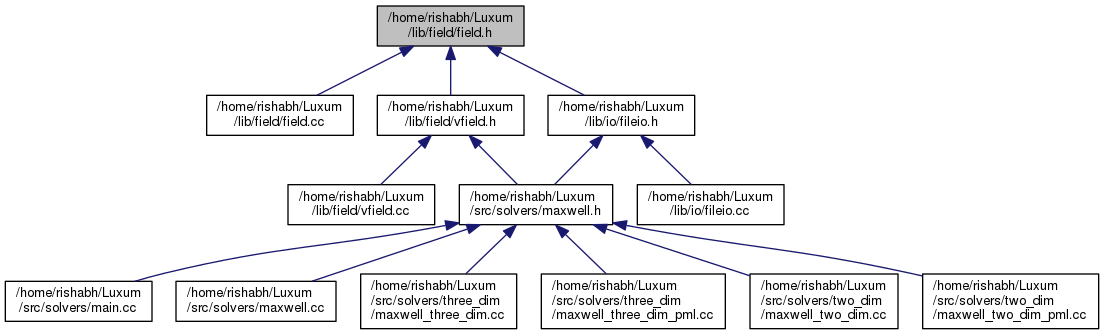 /home/rishabh/Luxum
/lib/field/field.h
/home/rishabh/Luxum
/lib/field/field.cc
/home/rishabh/Luxum
/lib/field/vfield.h
/home/rishabh/Luxum
/lib/io/fileio.h
/home/rishabh/Luxum
/lib/field/vfield.cc
/home/rishabh/Luxum
/src/solvers/maxwell.h
/home/rishabh/Luxum
/lib/io/fileio.cc
/home/rishabh/Luxum
/src/solvers/main.cc
/home/rishabh/Luxum
/src/solvers/maxwell.cc
/home/rishabh/Luxum
/src/solvers/three_dim
/maxwell_three_dim.cc
/home/rishabh/Luxum
/src/solvers/three_dim
/maxwell_three_dim_pml.cc
/home/rishabh/Luxum
/src/solvers/two_dim
/maxwell_two_dim.cc
/home/rishabh/Luxum
/src/solvers/two_dim
/maxwell_two_dim_pml.cc